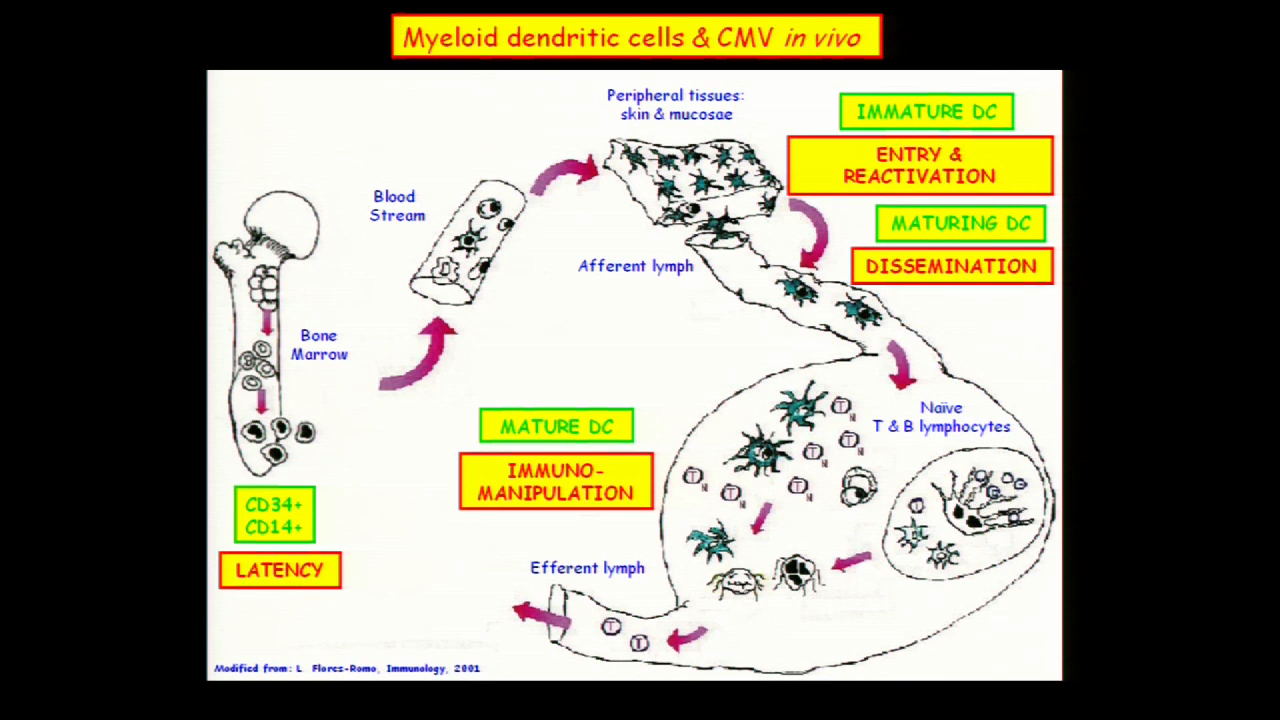 Myeloid dendritic cells & CMV in vivo
Peripheral tissues:
skin & mucosae
IMMATURE DC
ENTRY &
REACTIVATION
Blood
Stream
MATURING DC
Afferent lymph
DISSEMINATION
Bone
Marrow
Naïve
T & B lymphocytes
MATURE DC
IMMUNO-
MANIPULATION
T N
T N
T N
T N
T N
T N
CD34+
CD14+
LATENCY
Efferent lymph
T
T
Modified from: L. Flores-Romo, Immunology, 2001